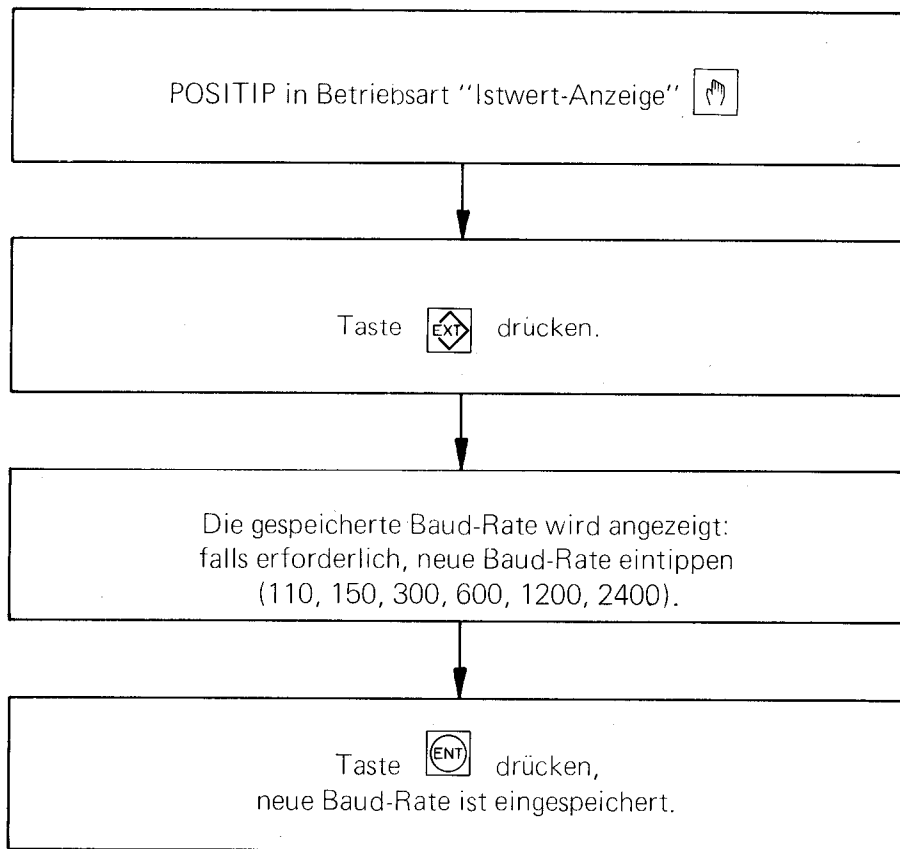 POSITIP in Betriebsart "Istwert-Anzeige"
Taste EXT drücken.
Die gespeicherte Baud-Rate wird angezeigt:
falls erforderlich, neue Baud-Rate eintippen
(110, 150, 300, 600, 1200, 2400).
Taste ENT drücken,
neue Baud-Rate ist eingespeichert.